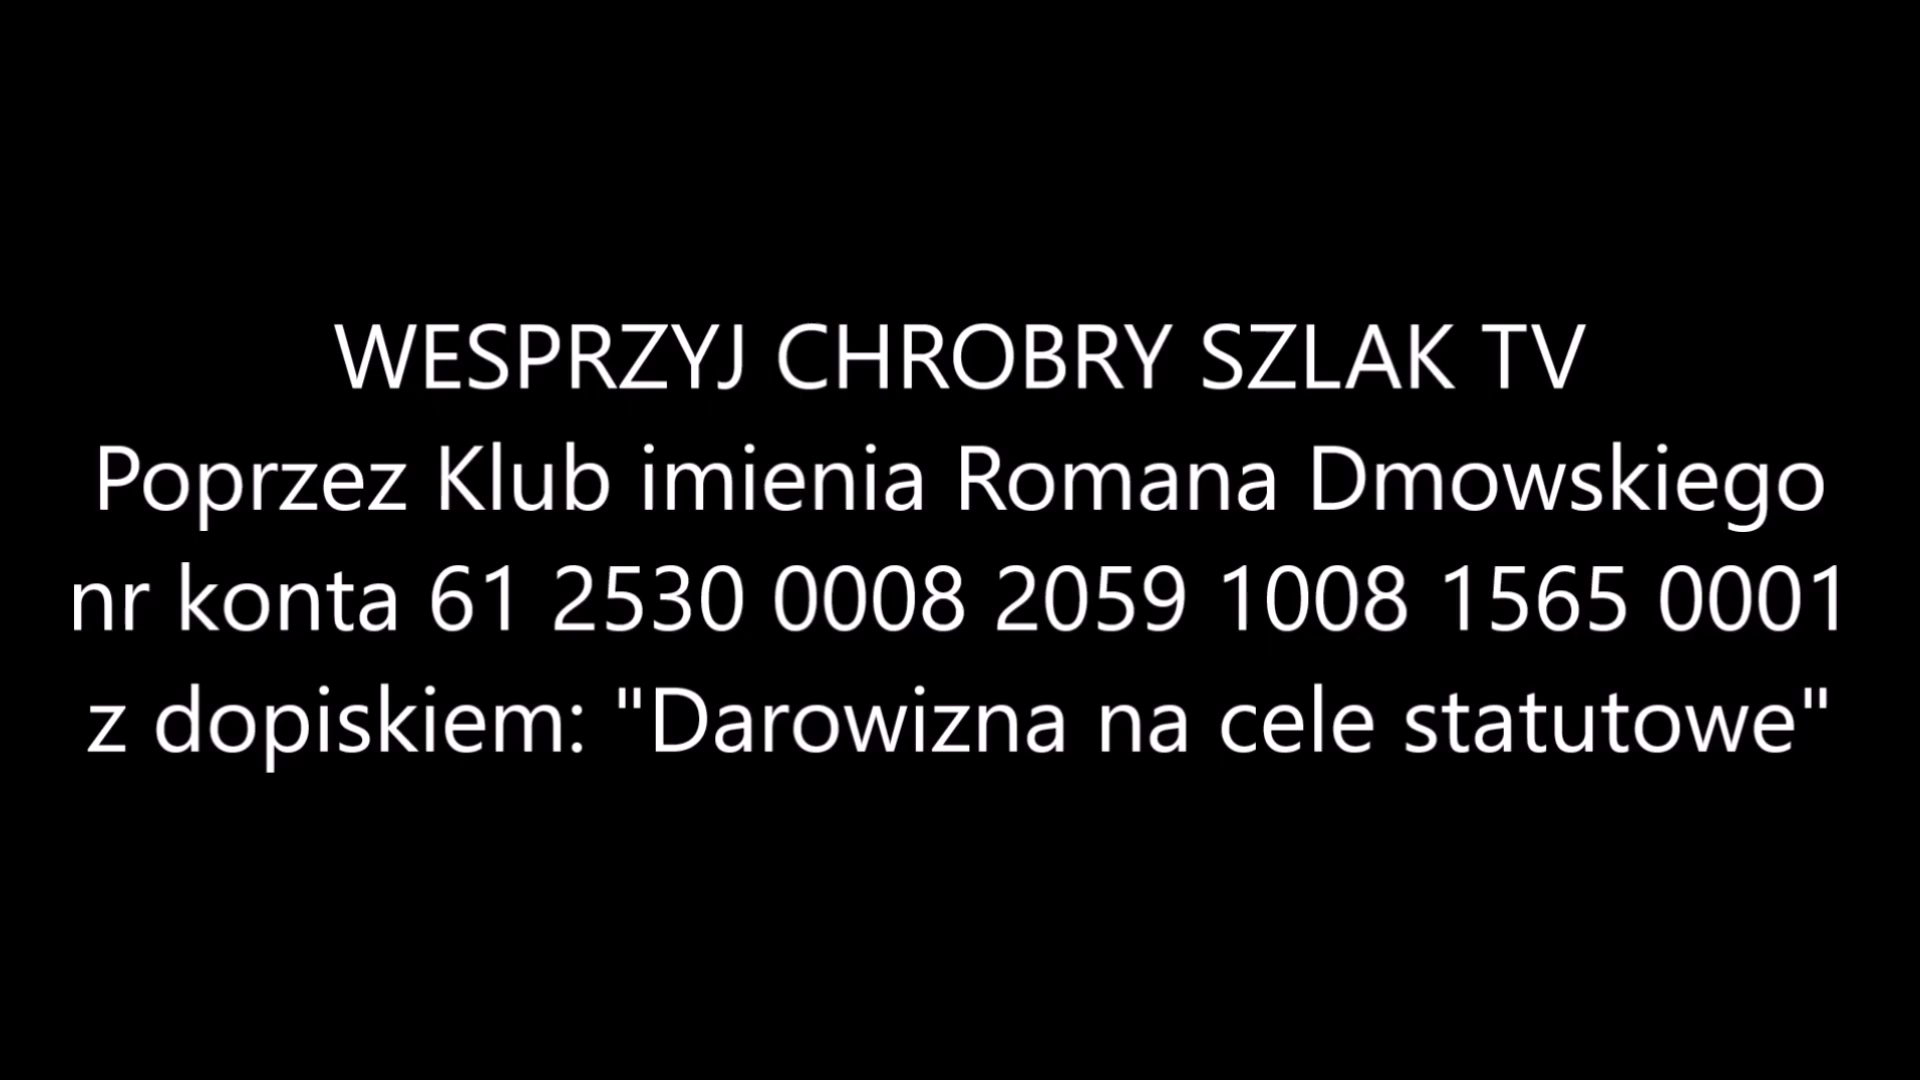 WESPRZYJ CHROBRY SZLAK TV
Poprzez Klub imienia Romana Dmowskiego
nr konta 61 2530 0008 2059 1008 1565 0001
z dopiskiem: "Darowizna na cele statutowe"